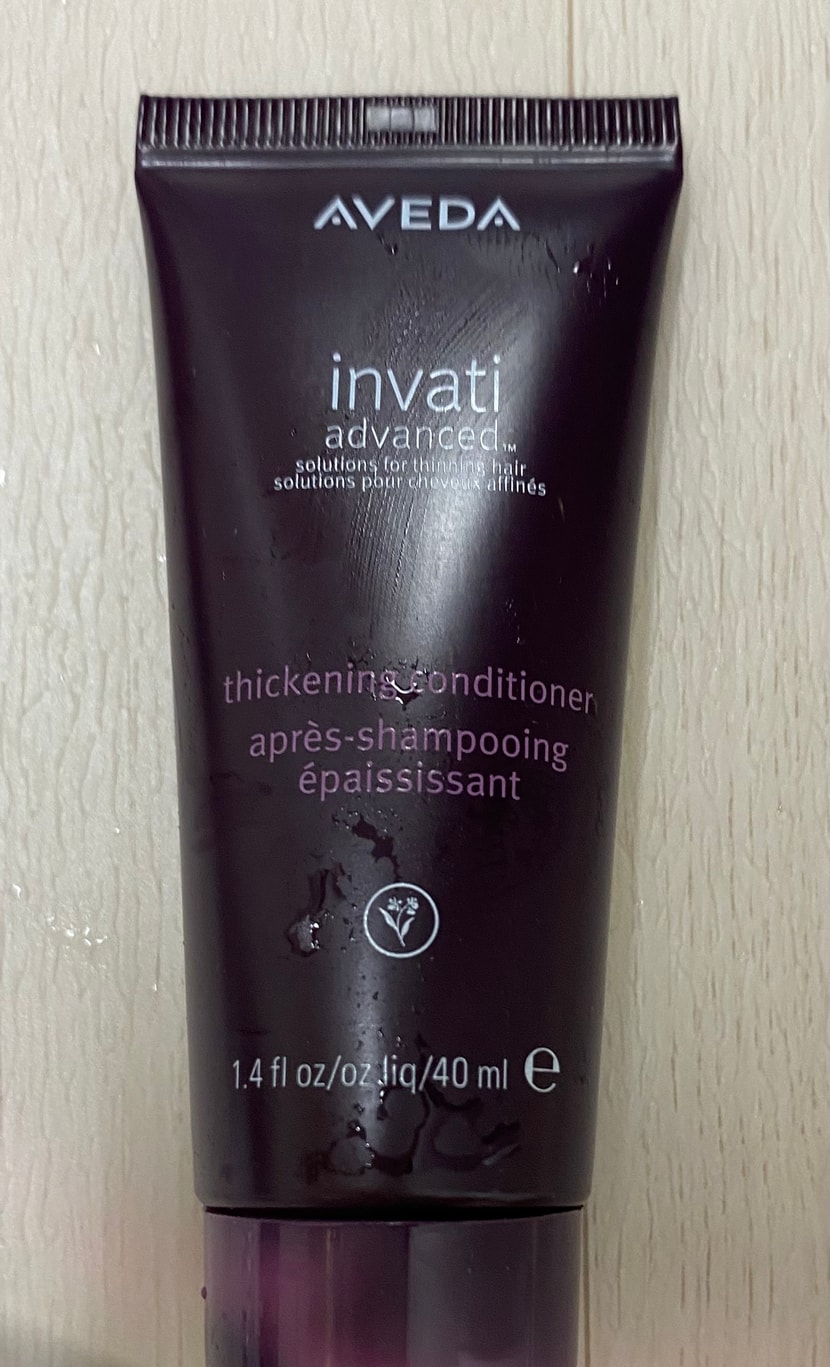 AVEDA
invati
advanced™
solutions for thinning hair
solutions pour cheveux affinés
thickening conditioner
après-shampooing
épaississant
1.4 fl oz/oz liq/40 ml ℮